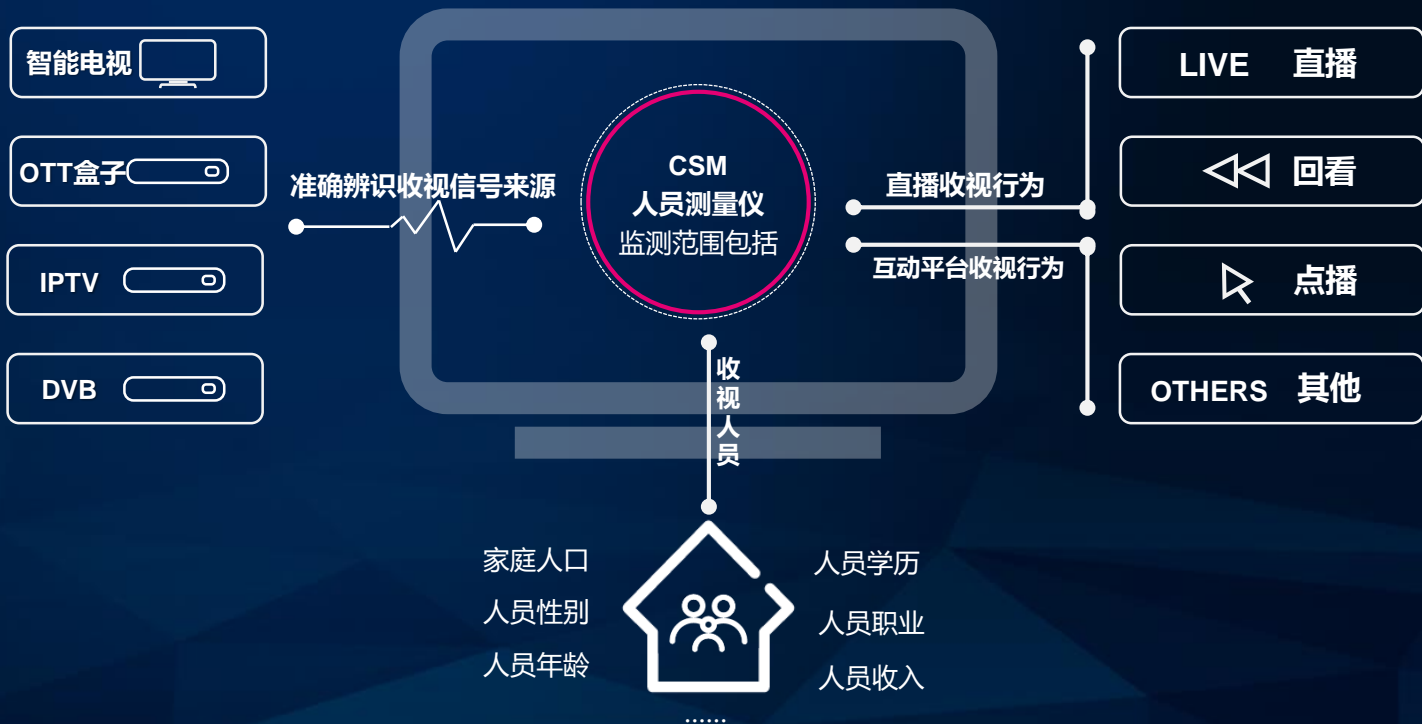 智能电视
OTT盒子
IPTV
DVB
准确辨识收视信号来源
CSM
人员测量仪
监测范围包括
直播收视行为
互动平台收视行为
LIVE 直播
回看
点播
OTHERS 其他
收视人员
家庭人口
人员性别
人员年龄
人员学历
人员职业
人员收入
......